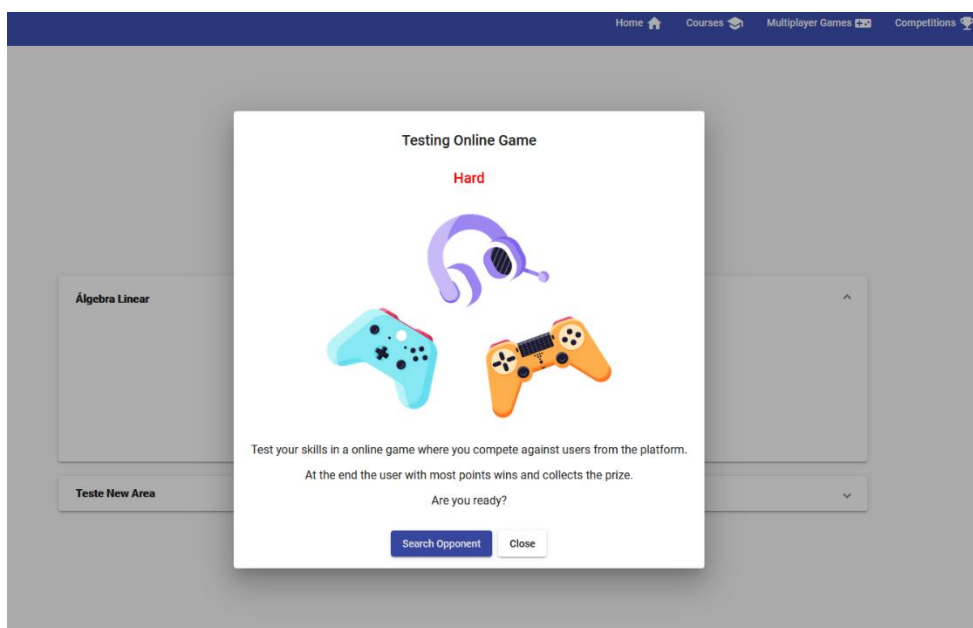 Home Courses Multiplayer Games Competitions
Testing Online Game
Hard
Álgebra Linear
Test your skills in a online game where you compete against users from the platform.
At the end the user with most points wins and collects the prize.
Teste New Area
Are you ready?
Search Opponent Close